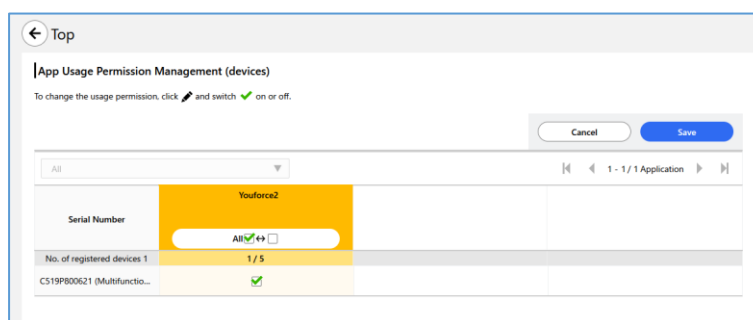 Top
App Usage Permission Management (devices)
To change the usage permission, click and switch on or off.
Cancel Save
All 1 - 1 / 1 Application
Youforce2
Serial Number
All
No. of registered devices 1 1 / 5
C519P800621 (Multifunctio...